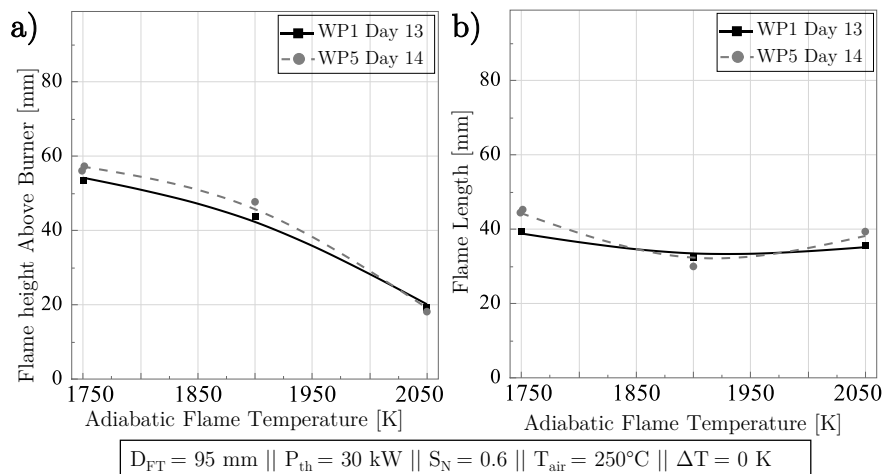 a)
WP1 Day 13
WP5 Day 14
Flame height Above Burner [mm]
80
60
40
20
0
1750 1850 1950 2050
Adiabatic Flame Temperature [K]
b)
WP1 Day 13
WP5 Day 14
Flame Length [mm]
80
60
40
20
0
1750 1850 1950 2050
Adiabatic Flame Temperature [K]
D_FT = 95 mm || P_th = 30 kW || S_N = 0.6 || T_air = 250°C || ΔT = 0 K